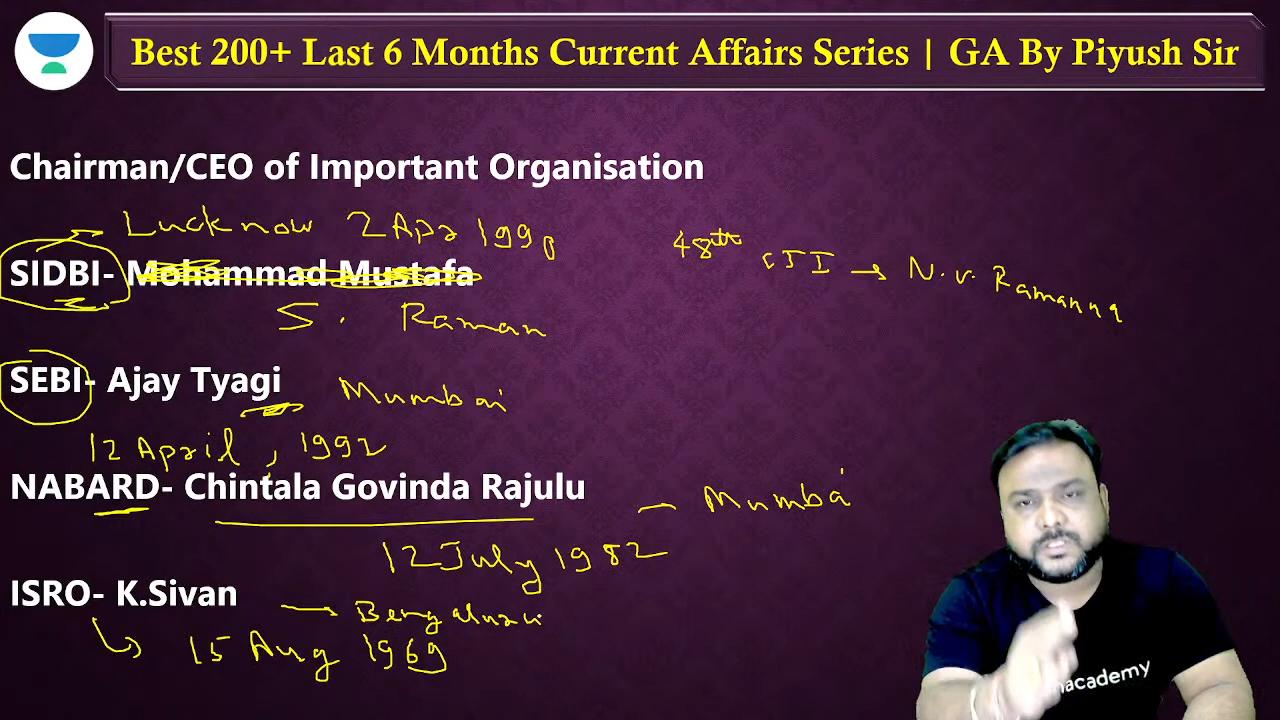 Best 200+ Last 6 Months Current Affairs Series | GA By Piyush Sir
Chairman/CEO of Important Organisation
Lucknow 2 Apr 1990
SIDBI- Mohammad Mustafa
48th CJI → N.V. Ramanna
S. Raman
SEBI- Ajay Tyagi
Mumbai
12 April, 1992
NABARD- Chintala Govinda Rajulu
— Mumbai
12 July 1982
ISRO- K.Sivan
→ Bengaluru
15 Aug 1969
nacademy